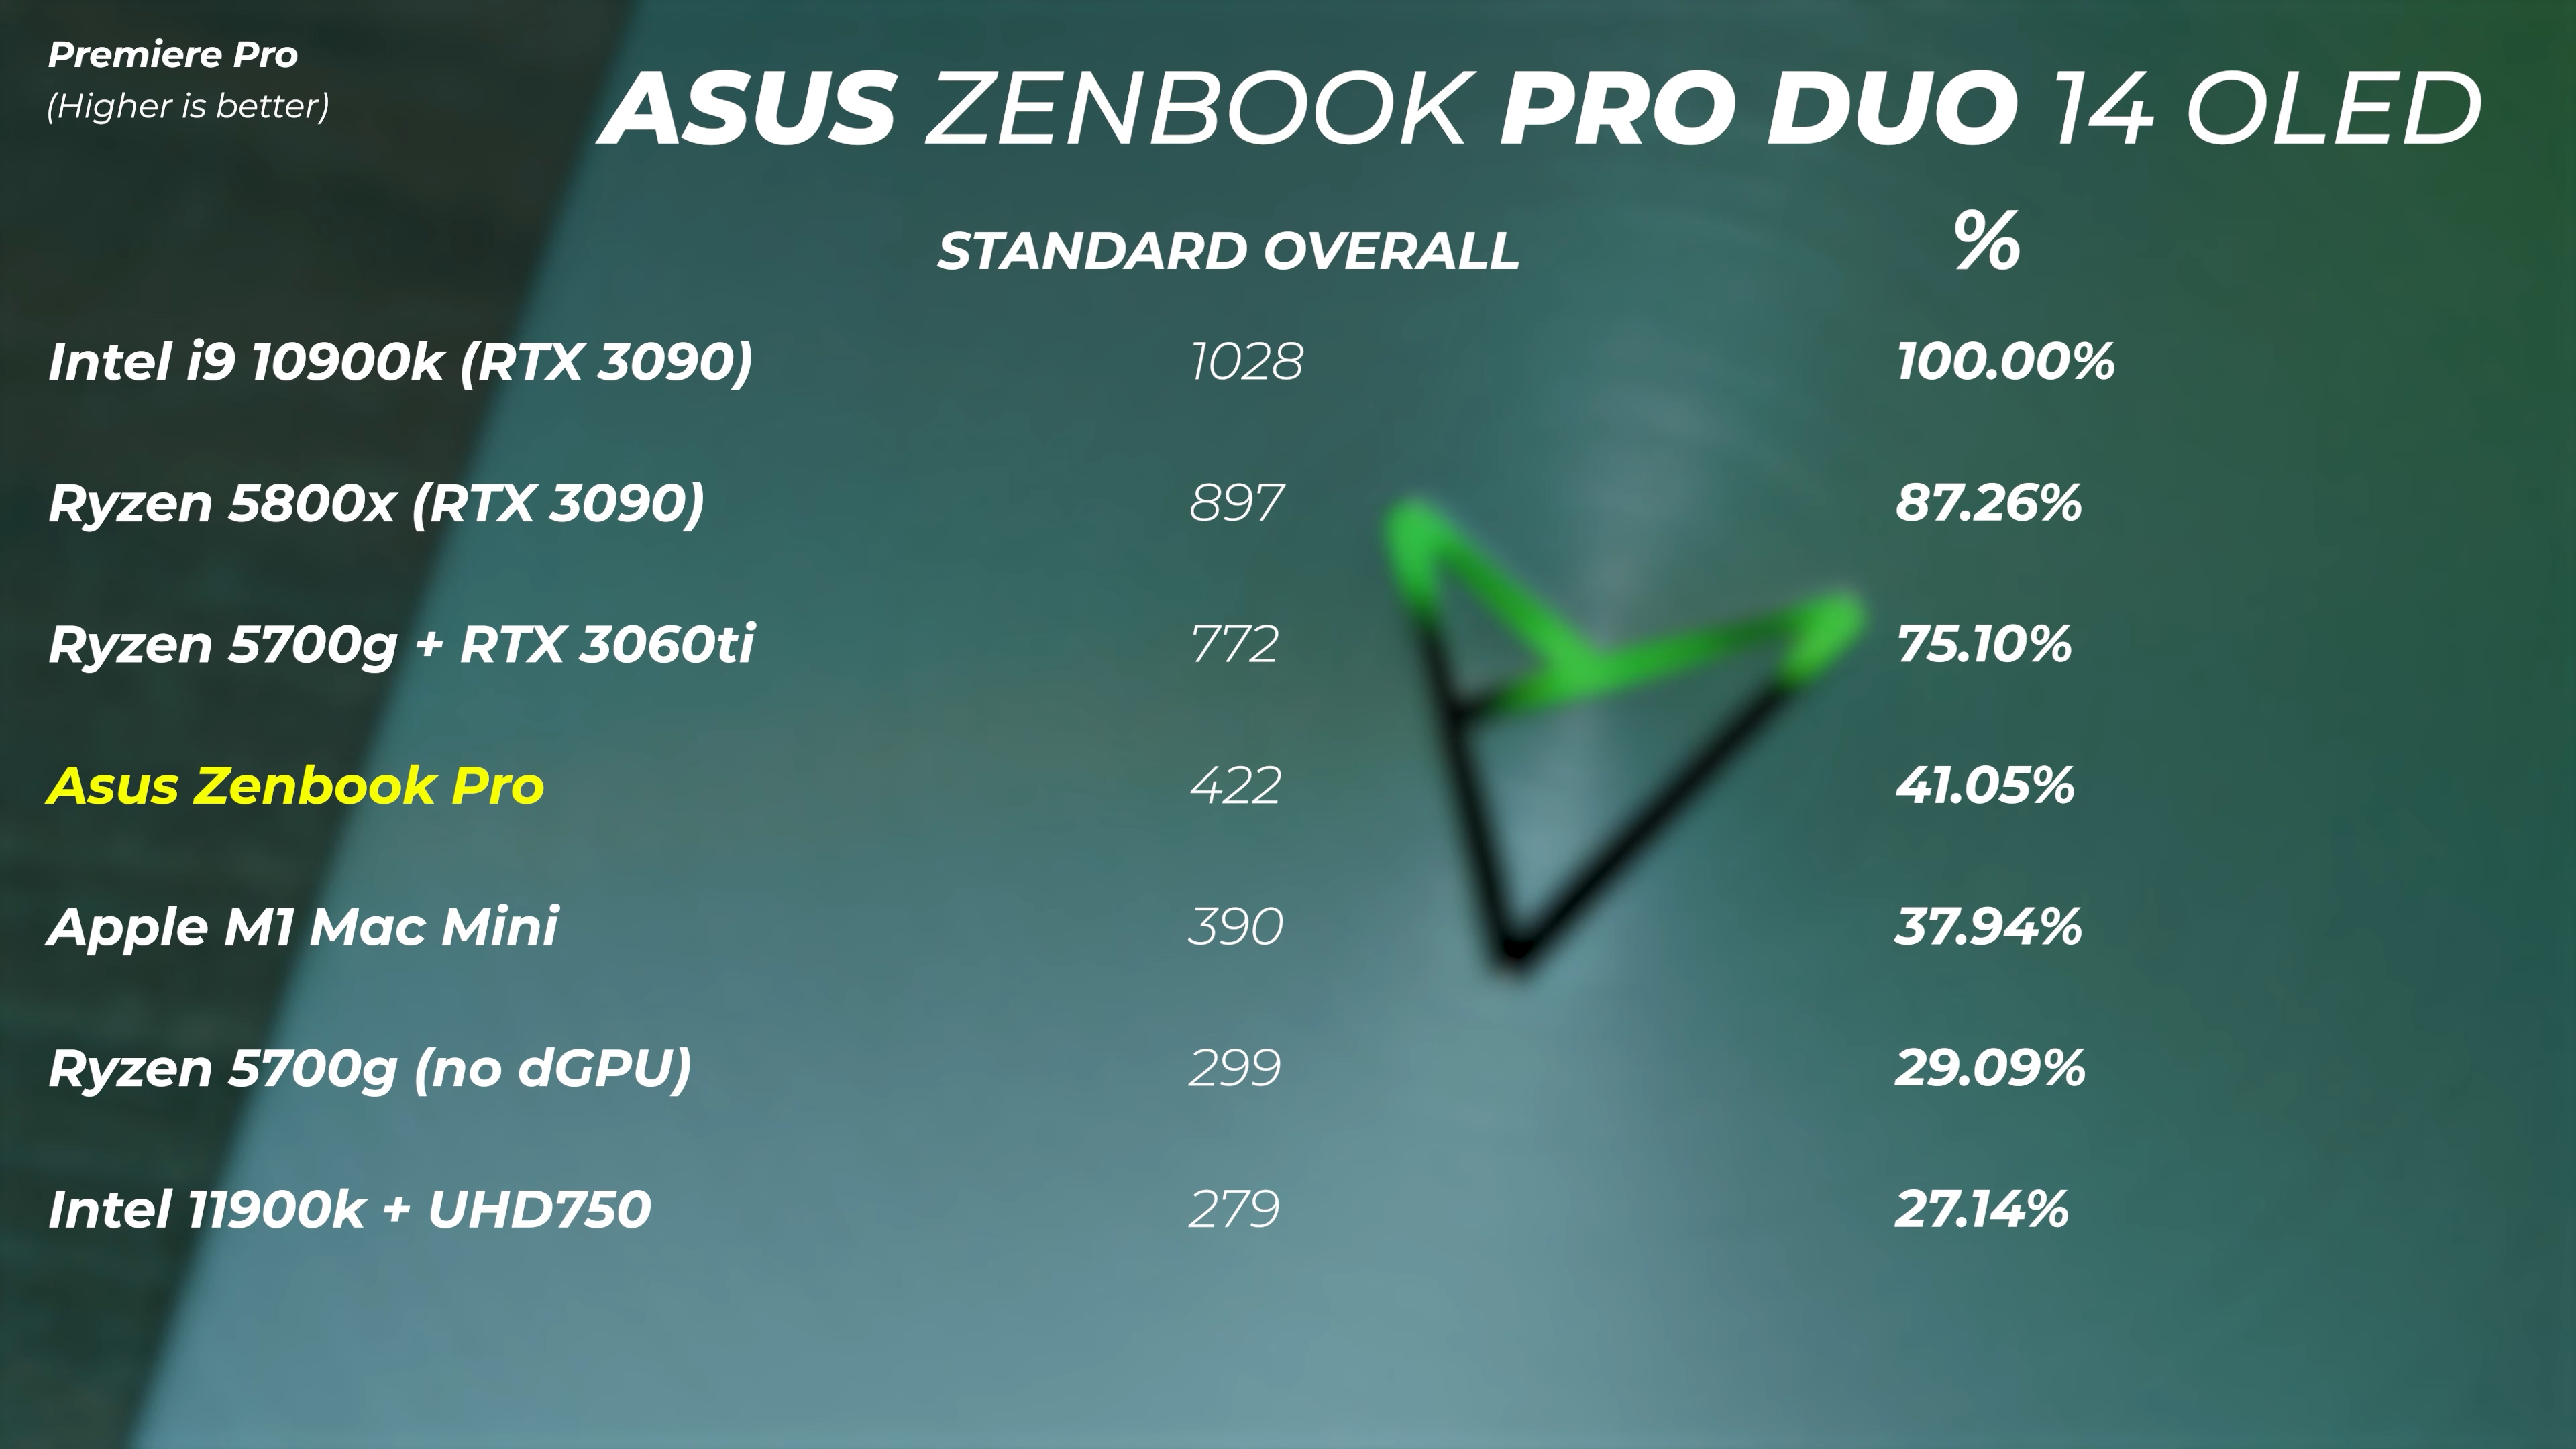 Premiere Pro
(Higher is better)
ASUS ZENBOOK PRO DUO 14 OLED
STANDARD OVERALL %
Intel i9 10900k (RTX 3090) 1028 100.00%
Ryzen 5800x (RTX 3090) 897 87.26%
Ryzen 5700g + RTX 3060ti 772 75.10%
Asus Zenbook Pro 422 41.05%
Apple M1 Mac Mini 390 37.94%
Ryzen 5700g (no dGPU) 299 29.09%
Intel 11900k + UHD750 279 27.14%